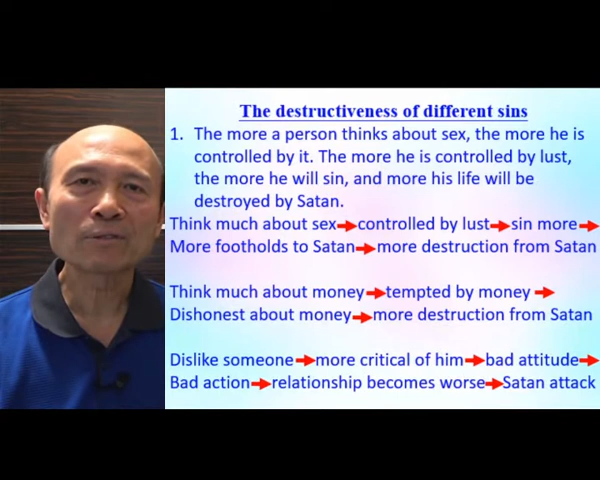 The destructiveness of different sins
1. The more a person thinks about sex, the more he is
controlled by it. The more he is controlled by lust,
the more he will sin, and more his life will be
destroyed by Satan.
Think much about sex➡controlled by lust➡sin more➡
More footholds to Satan➡more destruction from Satan
Think much about money➡tempted by money ➡
Dishonest about money➡more destruction from Satan
Dislike someone➡more critical of him➡bad attitude➡
Bad action➡relationship becomes worse➡Satan attack